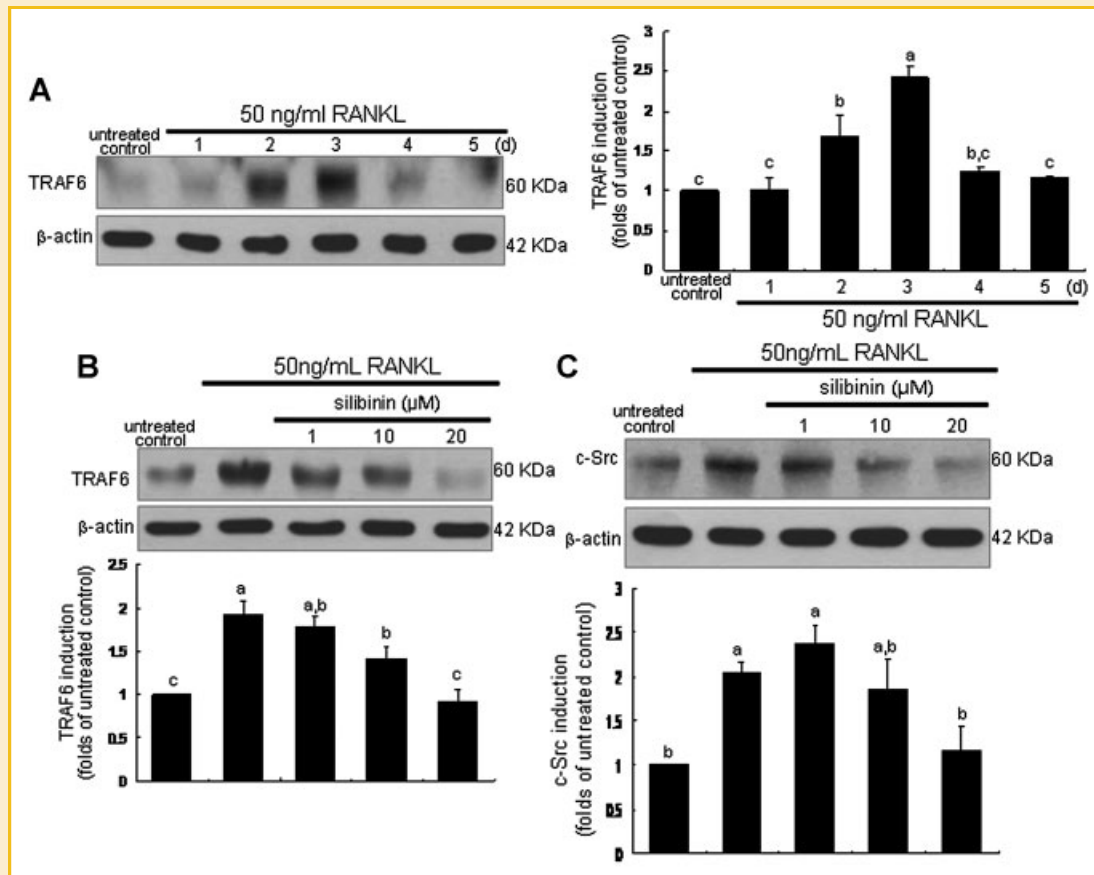 A
50 ng/ml RANKL
untreated
control
1 2 3 4 5 (d)
TRAF6
60 KDa
β-actin
42 KDa
TRAF6 induction
(folds of untreated control)
3
2.5
2
1.5
1
0.5
0
c c b a b,c c
untreated
control
1 2 3 4 5 (d)
50 ng/ml RANKL
B
50ng/mL RANKL
silibinin (µM)
untreated
control
1 10 20
TRAF6
60 KDa
β-actin
42 KDa
TRAF6 induction
(folds of untreated control)
2.5
2
1.5
1
0.5
0
c a a,b b c
C
50ng/mL RANKL
silibinin (µM)
untreated
control
1 10 20
c-Src
60 KDa
β-actin
42 KDa
c-Src induction
(folds of untreated control)
3
2.5
2
1.5
1
0.5
0
b a a a,b b